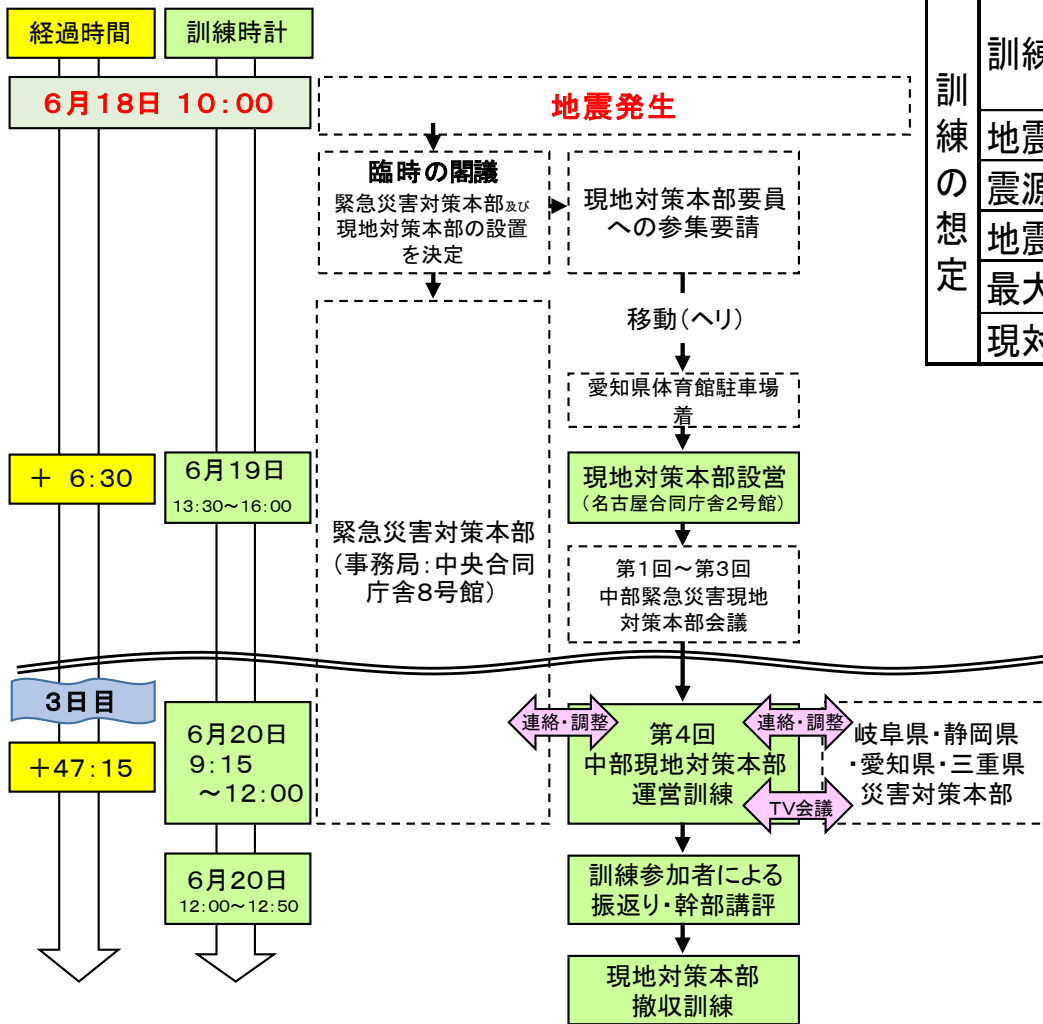 経過時間
訓練時計
6月18日 10:00
地震発生
臨時の閣議
緊急災害対策本部及び
現地対策本部の設置
を決定
現地対策本部要員
への参集要請
移動(ヘリ)
愛知県体育館駐車場
着
+ 6:30
6月19日
13:30~16:00
現地対策本部設営
(名古屋合同庁舎2号館)
緊急災害対策本部
(事務局:中央合同
庁舎8号館)
第1回~第3回
中部緊急災害現地
対策本部会議
3日目
+47:15
6月20日
9:15
~12:00
連絡・調整
第4回
中部現地対策本部
運営訓練
連絡・調整
TV会議
岐阜県・静岡県
・愛知県・三重県
災害対策本部
6月20日
12:00~12:50
訓練参加者による
振返り・幹部講評
現地対策本部
撤収訓練
訓練の想定
訓練
地震
震源
地震
最大
現対